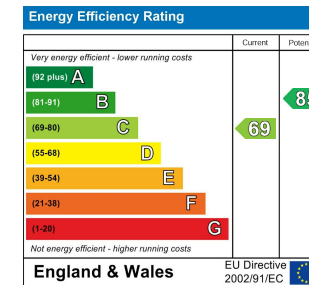 Energy Efficiency Rating
Current
Very energy efficient - lower running costs
(92 plus) A
(81-91) B
(69-80) C
69
(55-68) D
(39-54) E
(21-38) F
(1-20) G
Not energy efficient - higher running costs
England & Wales
EU Directive
2002/91/EC